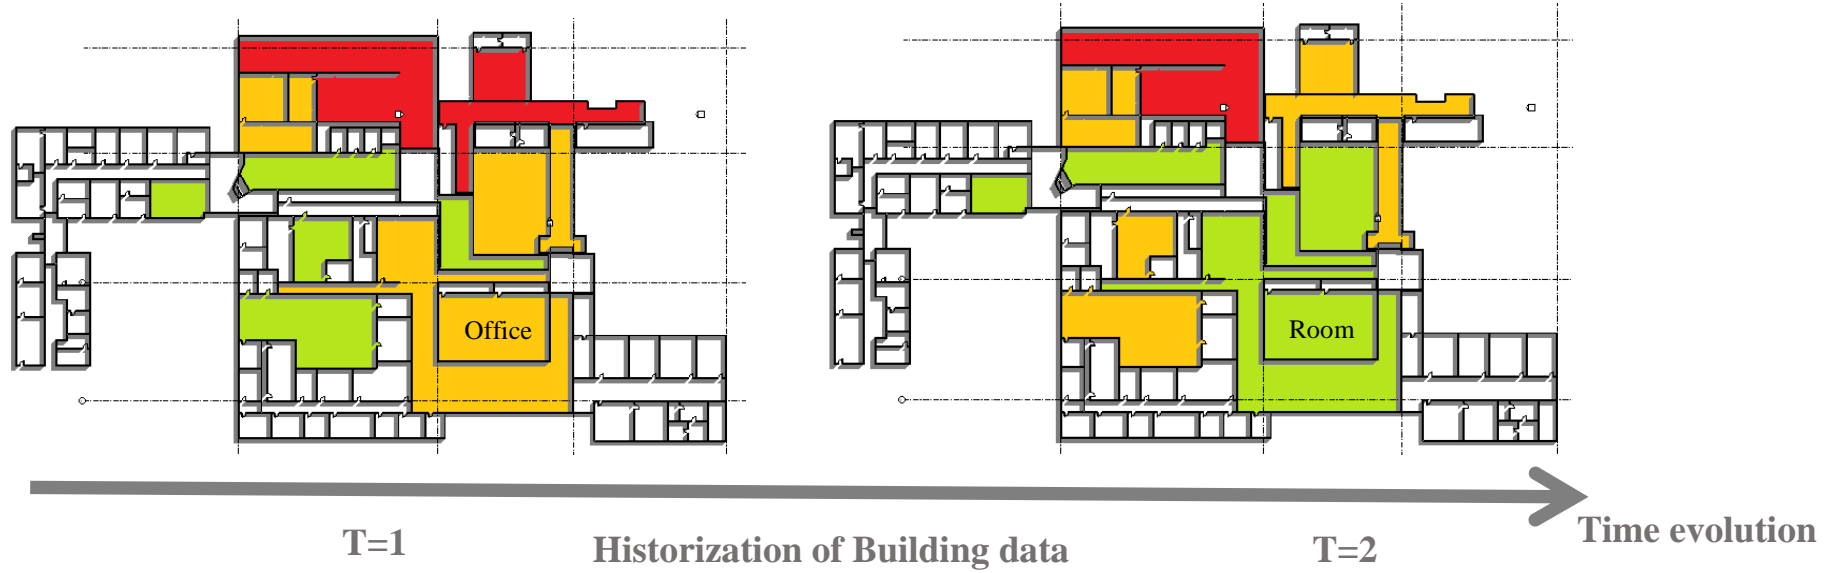 Office
Room
T=1
Historization of Building data
T=2
Time evolution